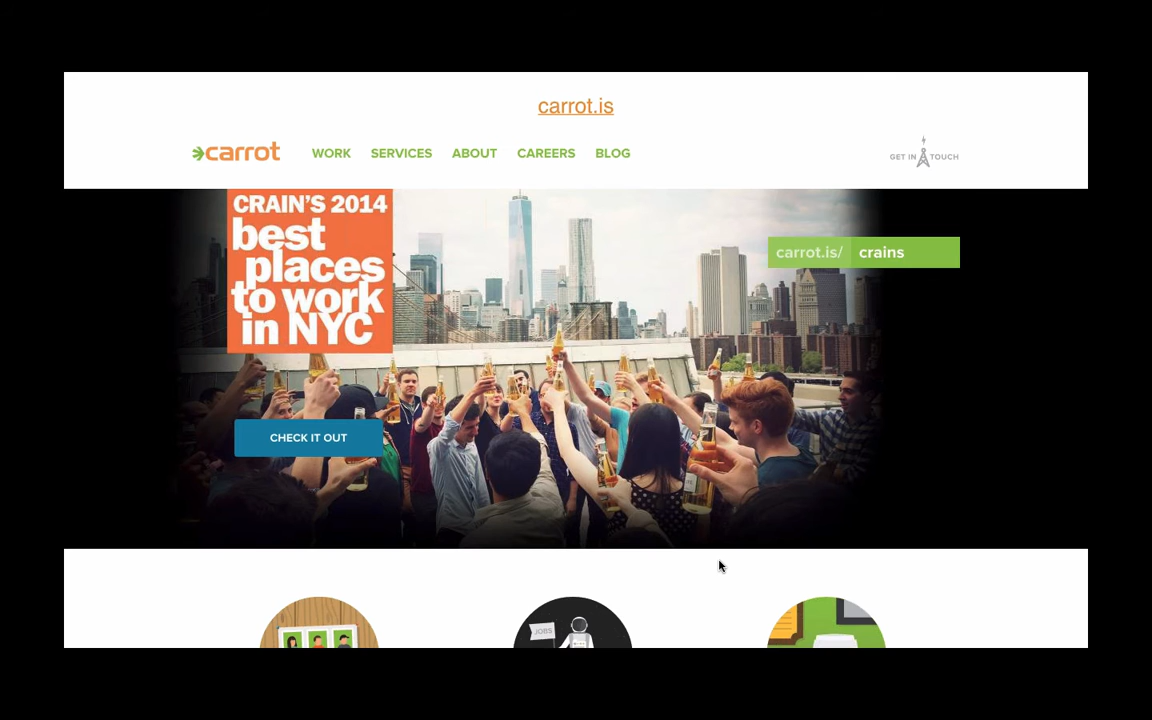 carrot.is
carrot WORK SERVICES ABOUT CAREERS BLOG GET IN TOUCH
CRAIN'S 2014
best
places
to work
in NYC
carrot.is/ crains
CHECK IT OUT
JOBS